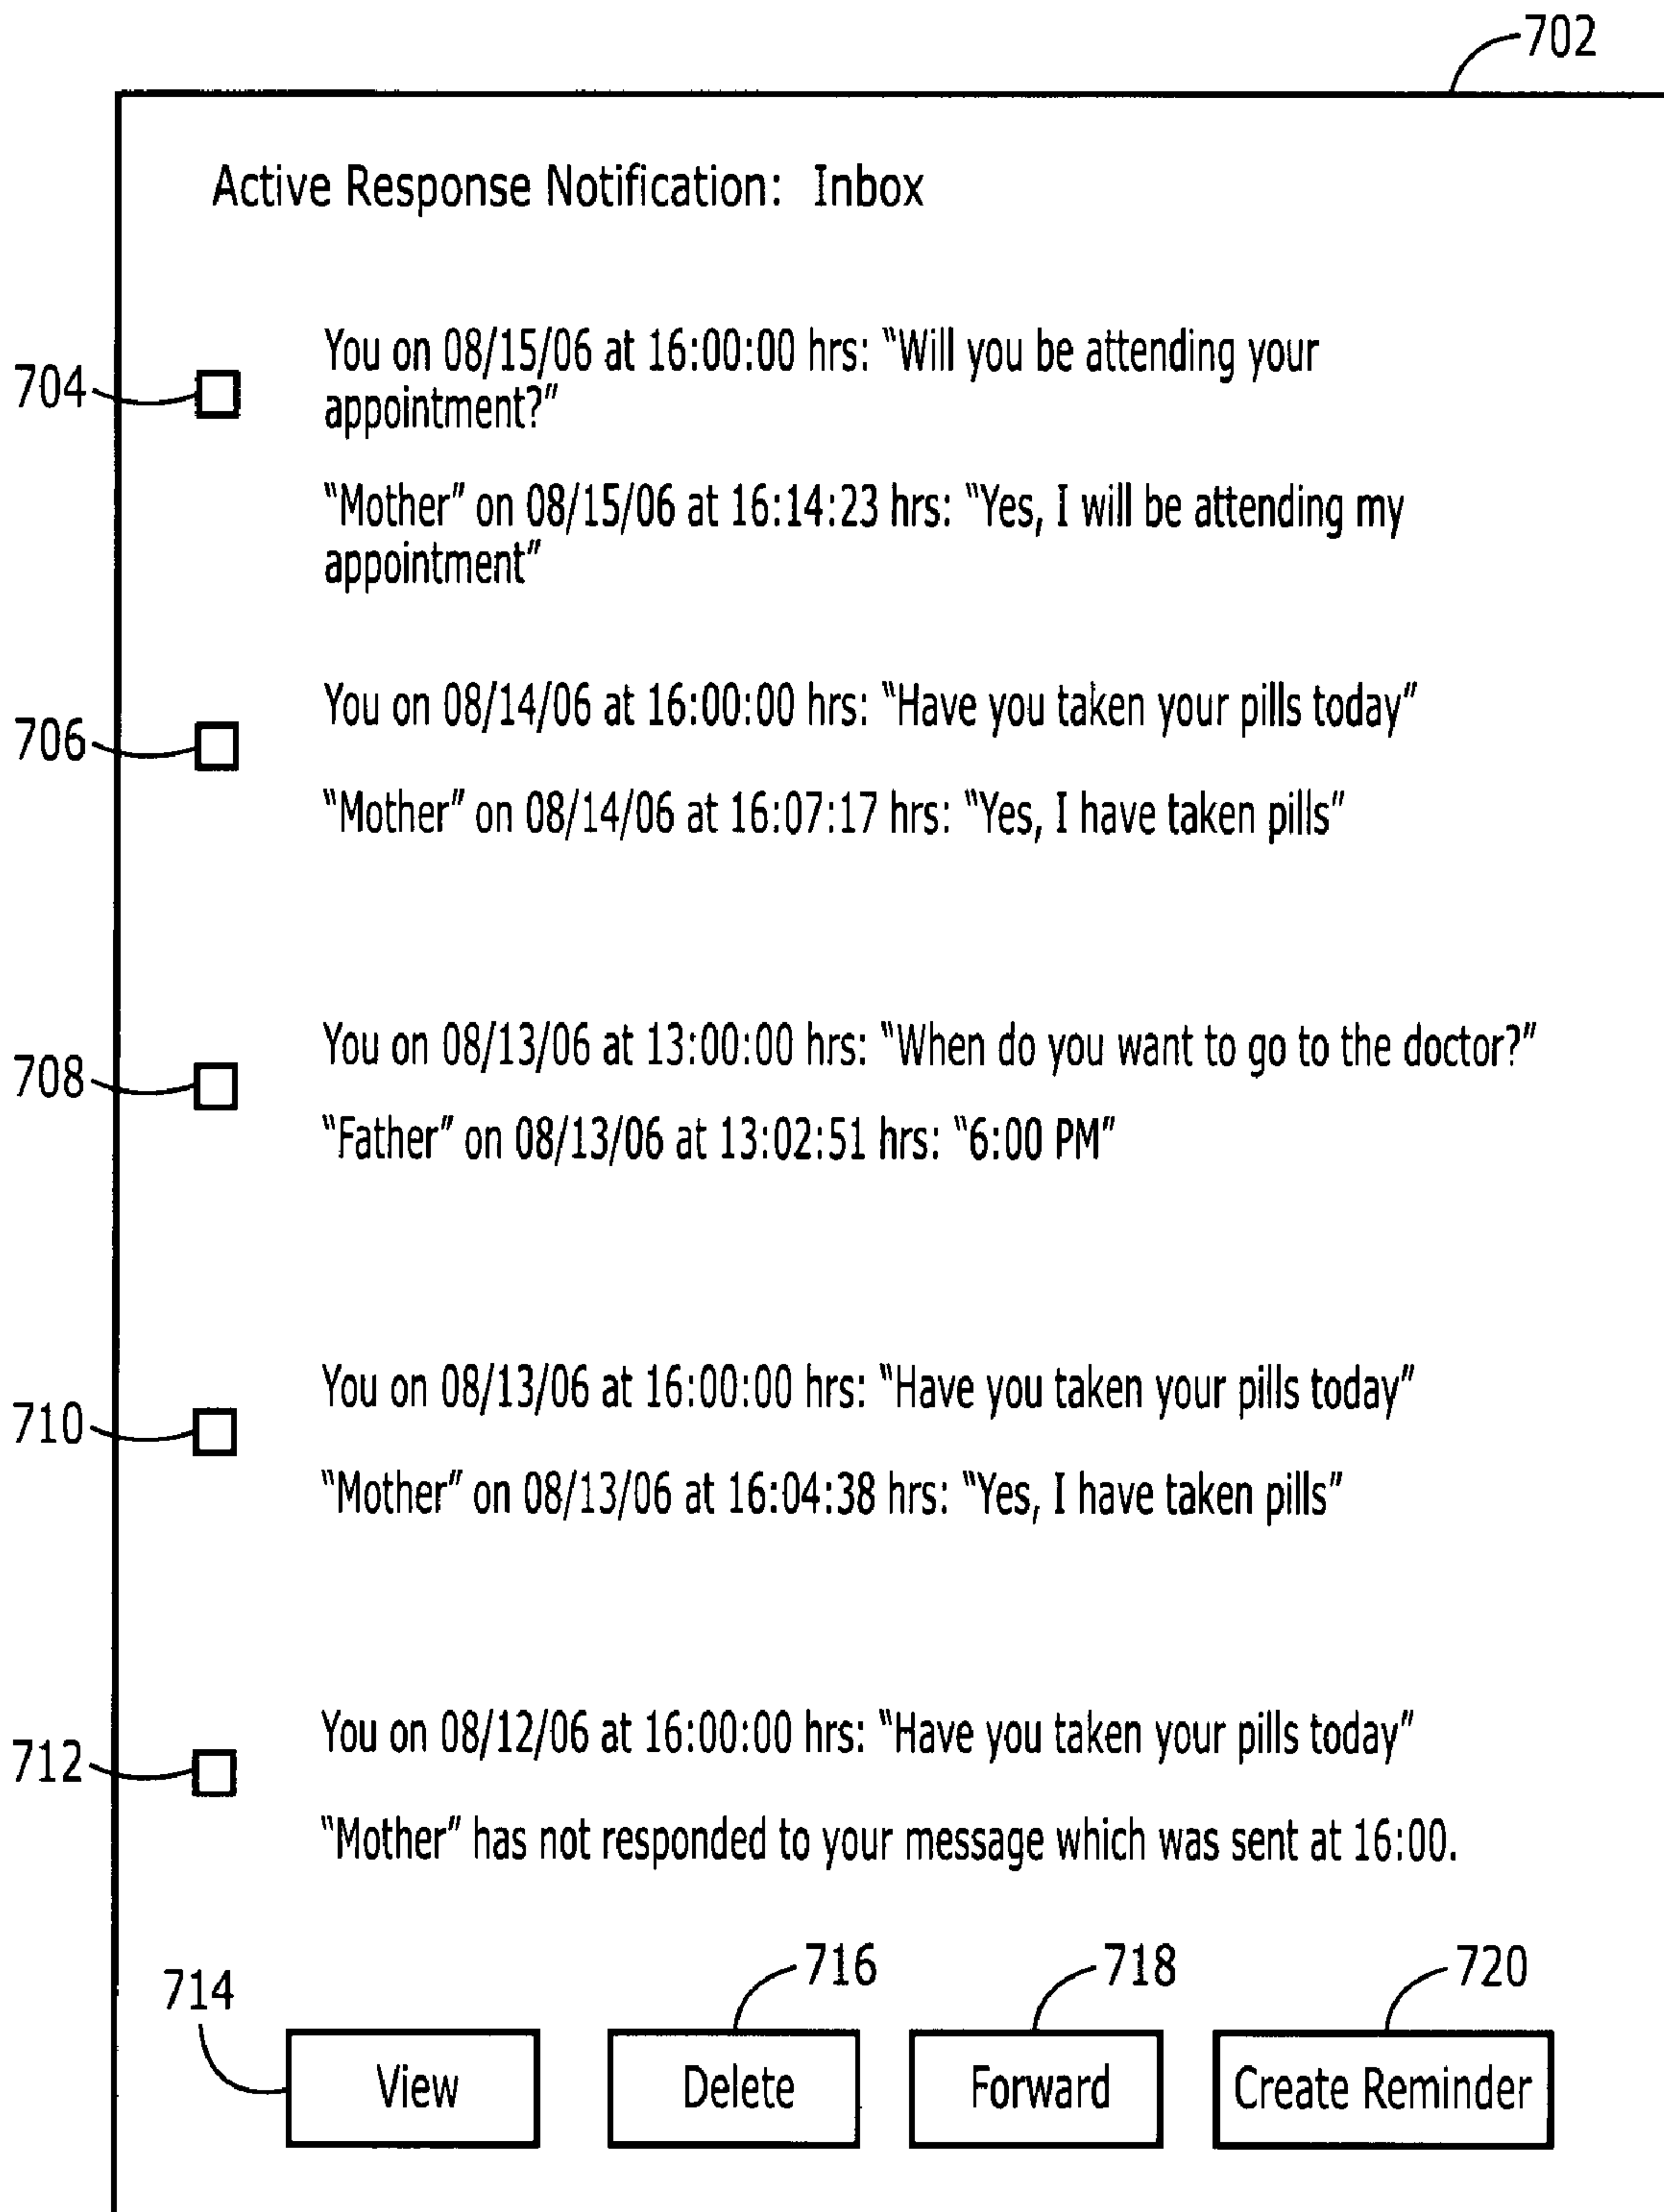 702
Active Response Notification: Inbox
704
You on 08/15/06 at 16:00:00 hrs: “Will you be attending your
appointment?”
“Mother” on 08/15/06 at 16:14:23 hrs: “Yes, I will be attending my
appointment”
706
You on 08/14/06 at 16:00:00 hrs: “Have you taken your pills today”
“Mother” on 08/14/06 at 16:07:17 hrs: “Yes, I have taken pills”
708
You on 08/13/06 at 13:00:00 hrs: “When do you want to go to the doctor?”
“Father” on 08/13/06 at 13:02:51 hrs: “6:00 PM”
710
You on 08/13/06 at 16:00:00 hrs: “Have you taken your pills today”
“Mother” on 08/13/06 at 16:04:38 hrs: “Yes, I have taken pills”
712
You on 08/12/06 at 16:00:00 hrs: “Have you taken your pills today”
“Mother” has not responded to your message which was sent at 16:00.
714
716
718
720
View
Delete
Forward
Create Reminder